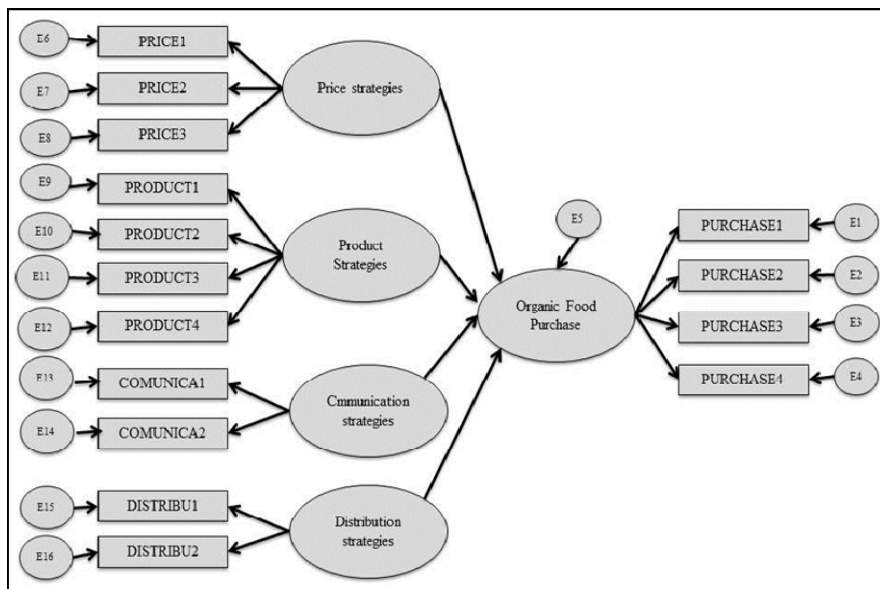 E6
PRICE1
E7
PRICE2
E8
PRICE3
Price strategies
E9
PRODUCT1
E10
PRODUCT2
E11
PRODUCT3
E12
PRODUCT4
Product
Strategies
E13
COMUNICA1
E14
COMUNICA2
Cmmunication
strategies
E15
DISTRIBU1
E16
DISTRIBU2
Distribution
strategies
E5
Organic Food
Purchase
PURCHASE1
E1
PURCHASE2
E2
PURCHASE3
E3
PURCHASE4
E4